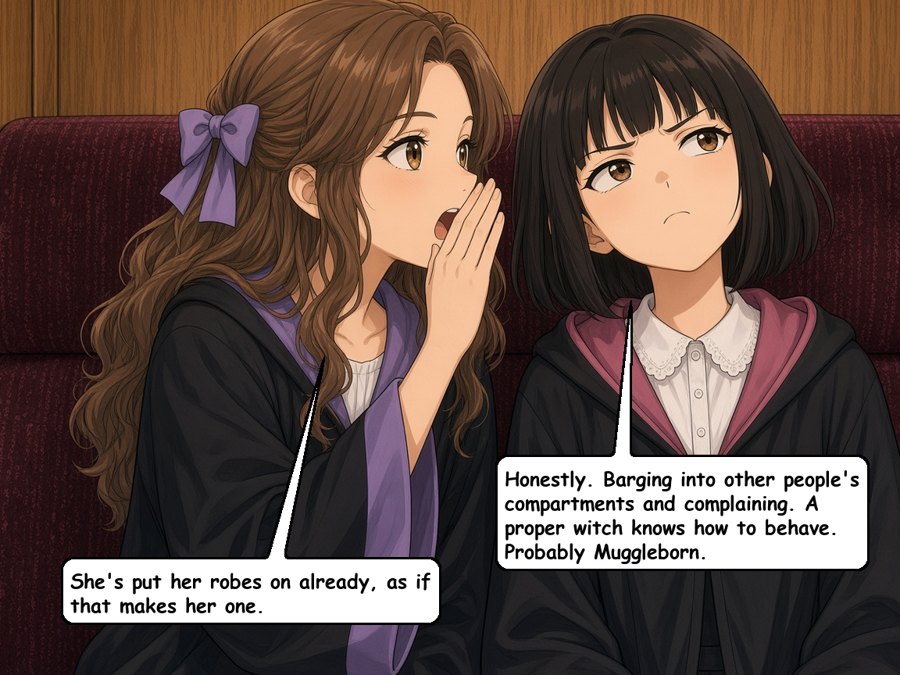 She's put her robes on already, as if
that makes her one.
Honestly. Barging into other people's
compartments and complaining. A
proper witch knows how to behave.
Probably Muggleborn.